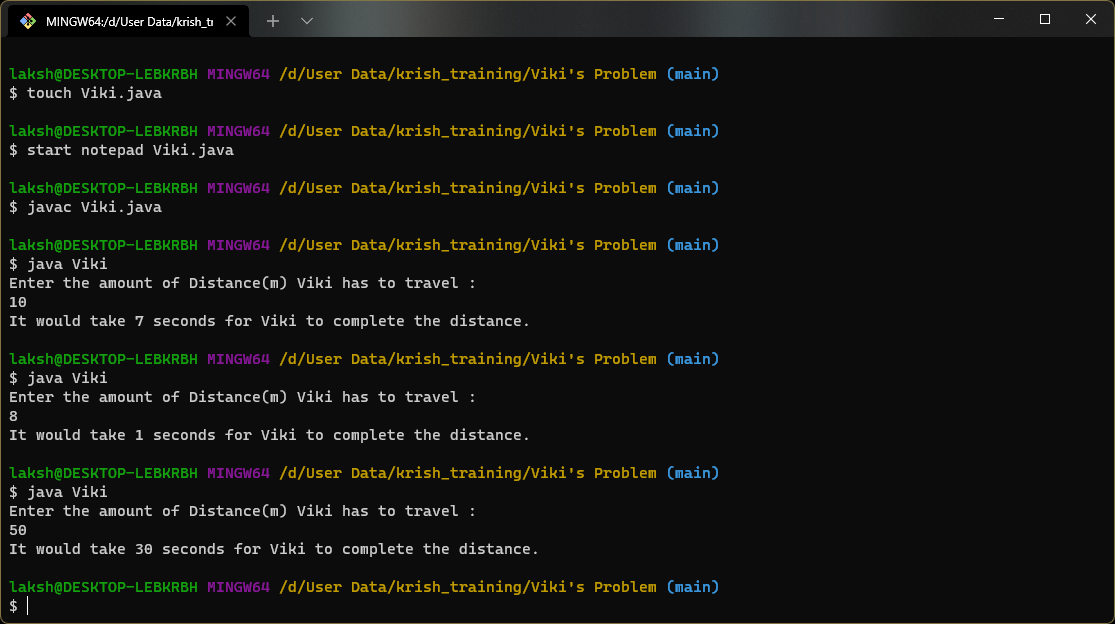 MINGW64:/d/User Data/krish_tr
laksh@DESKTOP-LEBKRBH MINGW64 /d/User Data/krish_training/Viki's Problem (main)
$ touch Viki.java
laksh@DESKTOP-LEBKRBH MINGW64 /d/User Data/krish_training/Viki's Problem (main)
$ start notepad Viki.java
laksh@DESKTOP-LEBKRBH MINGW64 /d/User Data/krish_training/Viki's Problem (main)
$ javac Viki.java
laksh@DESKTOP-LEBKRBH MINGW64 /d/User Data/krish_training/Viki's Problem (main)
$ java Viki
Enter the amount of Distance(m) Viki has to travel :
10
It would take 7 seconds for Viki to complete the distance.
laksh@DESKTOP-LEBKRBH MINGW64 /d/User Data/krish_training/Viki's Problem (main)
$ java Viki
Enter the amount of Distance(m) Viki has to travel :
8
It would take 1 seconds for Viki to complete the distance.
laksh@DESKTOP-LEBKRBH MINGW64 /d/User Data/krish_training/Viki's Problem (main)
$ java Viki
Enter the amount of Distance(m) Viki has to travel :
50
It would take 30 seconds for Viki to complete the distance.
laksh@DESKTOP-LEBKRBH MINGW64 /d/User Data/krish_training/Viki's Problem (main)
$